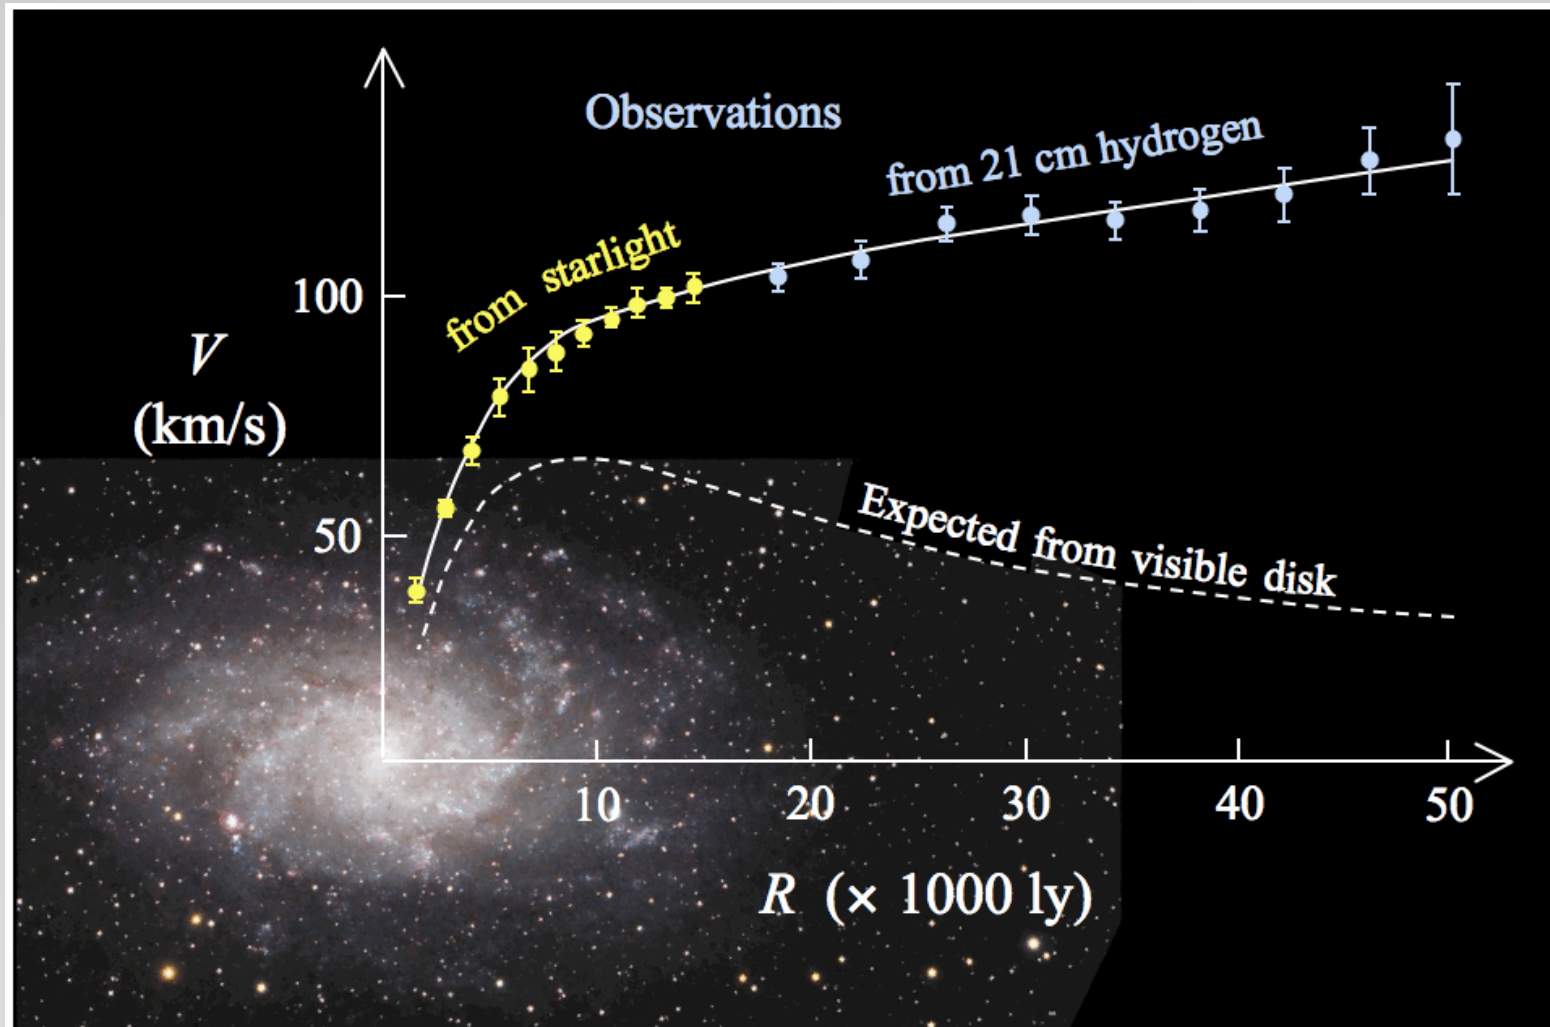 Observations
from 21 cm hydrogen
from starlight
100
V
(km/s)
50
Expected from visible disk
10 20 30 40 50
R (× 1000 ly)